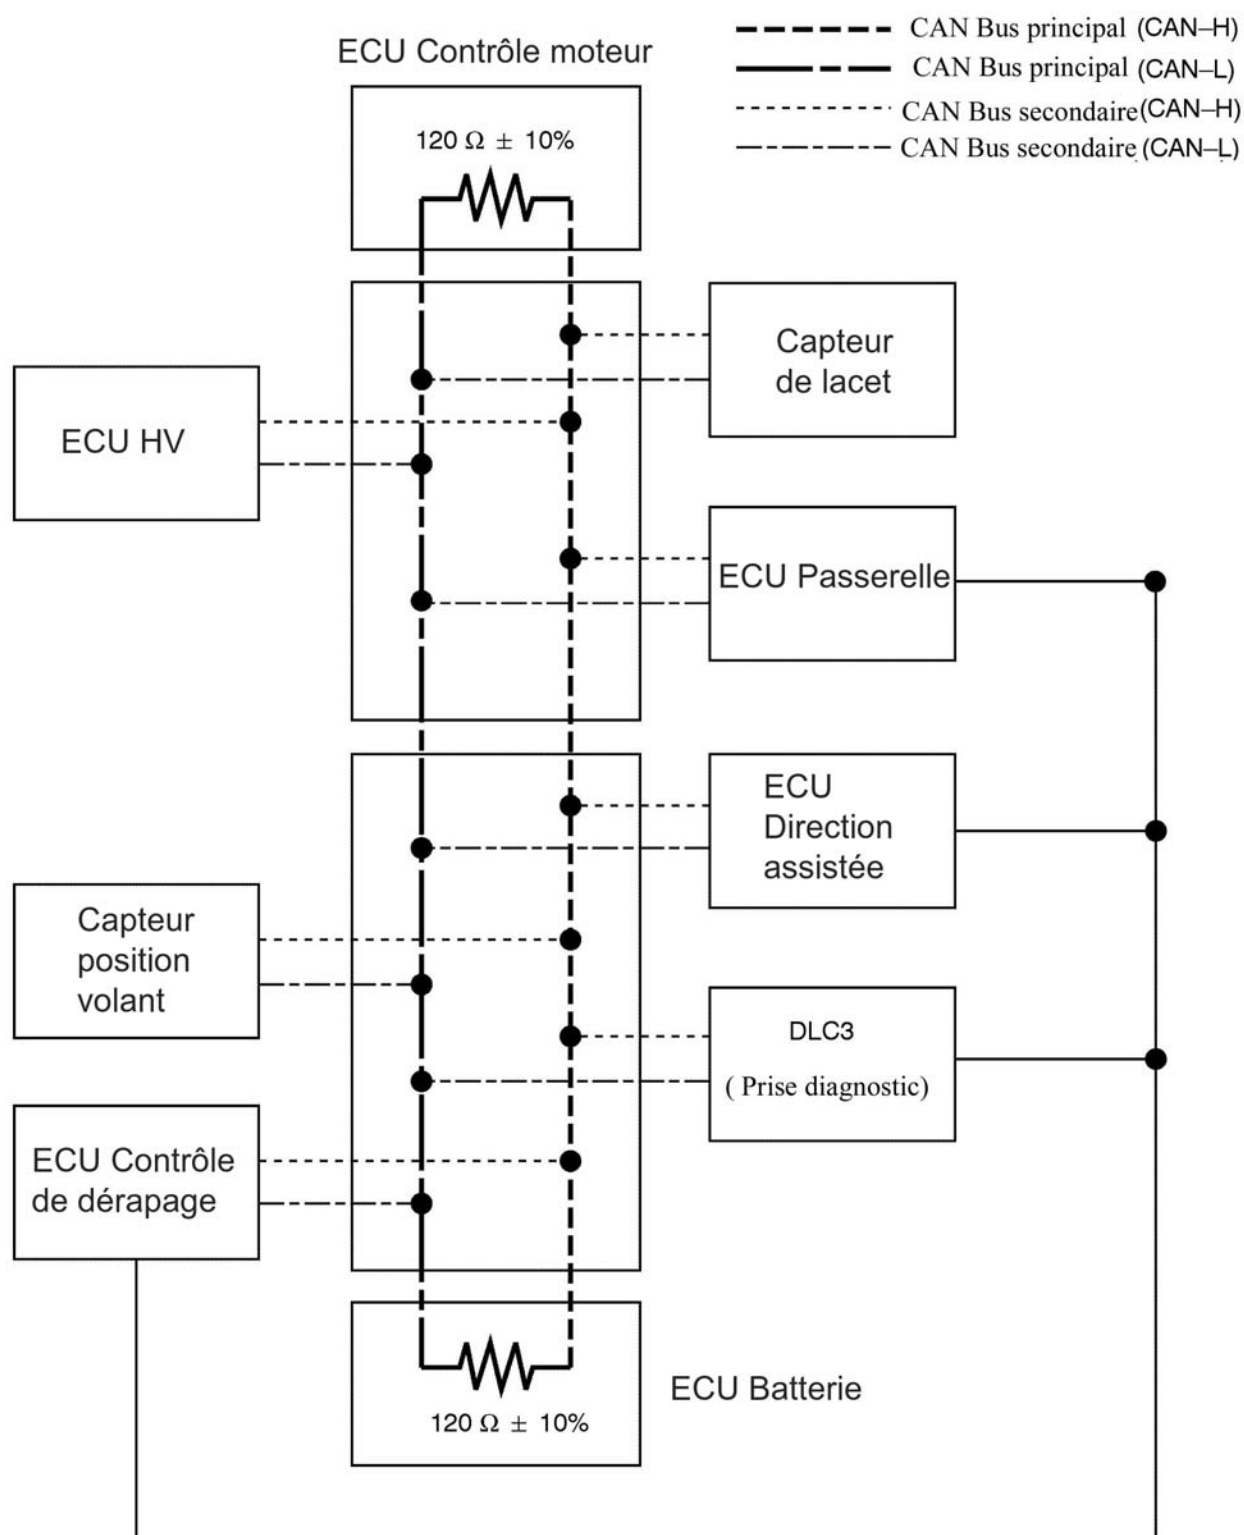 CAN Bus principal (CAN–H)
CAN Bus principal (CAN–L)
CAN Bus secondaire (CAN–H)
CAN Bus secondaire (CAN–L)
ECU Contrôle moteur
120 Ω ± 10%
Capteur
de lacet
ECU HV
ECU Passerelle
ECU
Direction
assistée
Capteur
position
volant
DLC3
( Prise diagnostic)
ECU Contrôle
de dérapage
ECU Batterie
120 Ω ± 10%